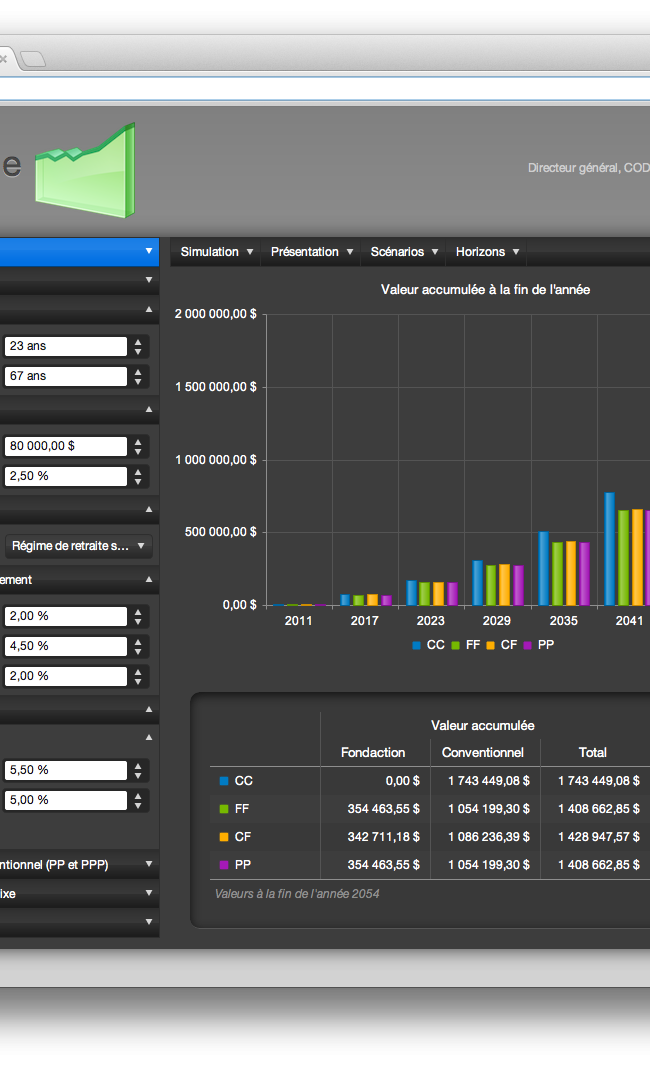 e
Directeur général, COD
Simulation Présentation Scénarios Horizons
23 ans
67 ans
80 000,00 $
2,50 %
Régime de retraite s...
ement
2,00 %
4,50 %
2,00 %
5,50 %
5,00 %
ntionnel (PP et PPP)
ixe
Valeur accumulée à la fin de l'année
2 000 000,00 $
1 500 000,00 $
1 000 000,00 $
500 000,00 $
0,00 $
2011 2017 2023 2029 2035 2041
CC FF CF PP
Valeur accumulée
Fondaction Conventionnel Total
CC 0,00 $ 1 743 449,08 $ 1 743 449,08 $
FF 354 463,55 $ 1 054 199,30 $ 1 408 662,85 $
CF 342 711,18 $ 1 086 236,39 $ 1 428 947,57 $
PP 354 463,55 $ 1 054 199,30 $ 1 408 662,85 $
Valeurs à la fin de l'année 2054